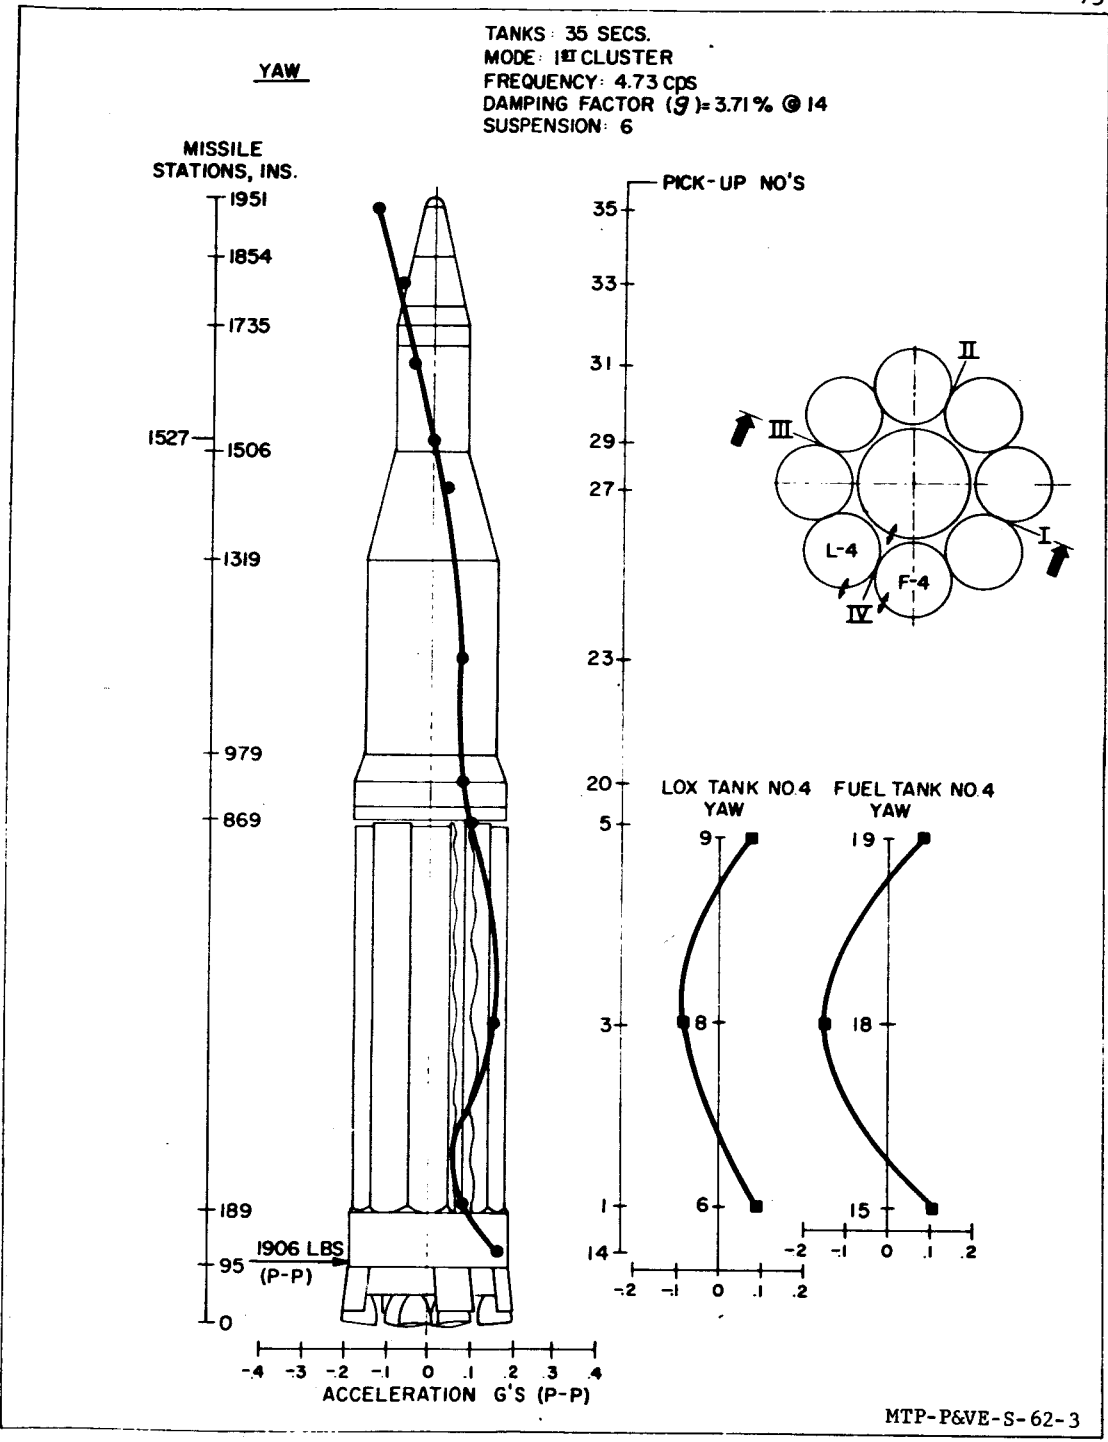 TANKS: 35 SECS.
MODE: 1ST CLUSTER
FREQUENCY: 4.73 cps
DAMPING FACTOR (g)= 3.71% @ 14
SUSPENSION: 6
YAW
MISSILE
STATIONS, INS.
1951
1854
1735
1527
1506
1319
979
869
189
95
0
1906 LBS
(P-P)
-.4 -.3 -.2 -.1 0 .1 .2 .3 .4
ACCELERATION G'S (P-P)
PICK-UP NO'S
35
33
31
29
27
23
20
5
3
1
14
II
III
I
IV
L-4
F-4
LOX TANK NO.4
YAW
9
8
6
-.2 -.1 0 .1 .2
FUEL TANK NO.4
YAW
19
18
15
-.2 -.1 0 .1 .2
MTP-P&VE-S-62-3